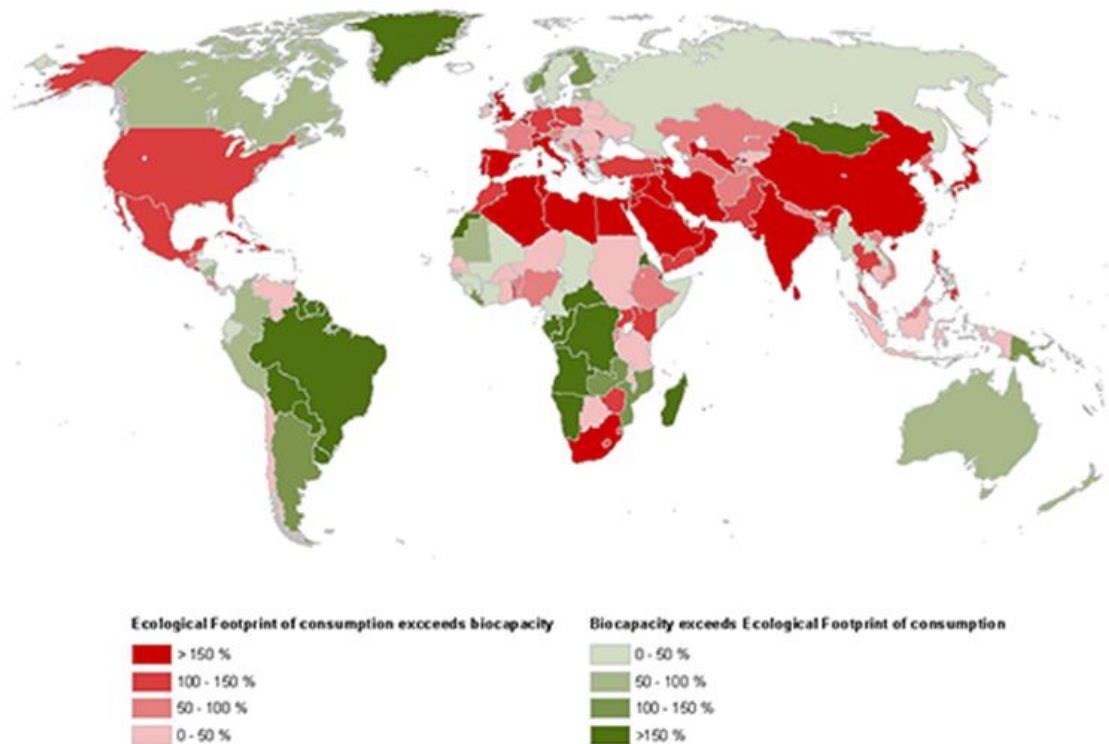 Ecological Footprint of consumption exceeds biocapacity
> 150 %
100 - 150 %
50 - 100 %
0 - 50 %
Biocapacity exceeds Ecological Footprint of consumption
0 - 50 %
50 - 100 %
100 - 150 %
>150 %